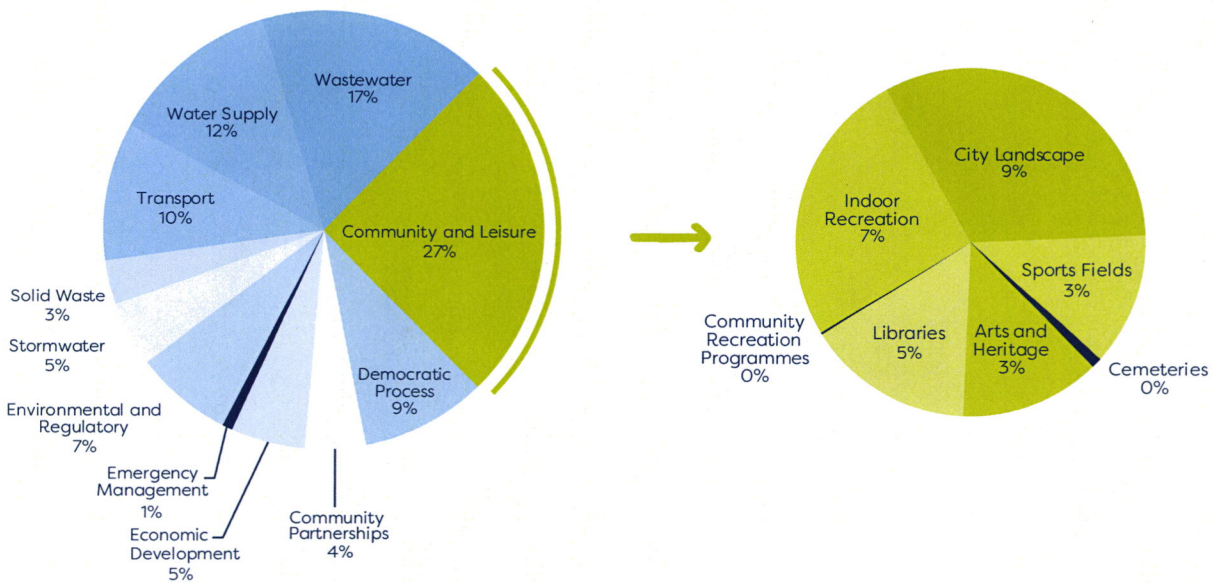 Wastewater
17%
Water Supply
12%
Transport
10%
Solid Waste
3%
Stormwater
5%
Environmental and
Regulatory
7%
Emergency
Management
1%
Economic
Development
5%
Community
Partnerships
4%
Democratic
Process
9%
Community and Leisure
27%
City Landscape
9%
Indoor
Recreation
7%
Community
Recreation
Programmes
0%
Libraries
5%
Arts and
Heritage
3%
Cemeteries
0%
Sports Fields
3%